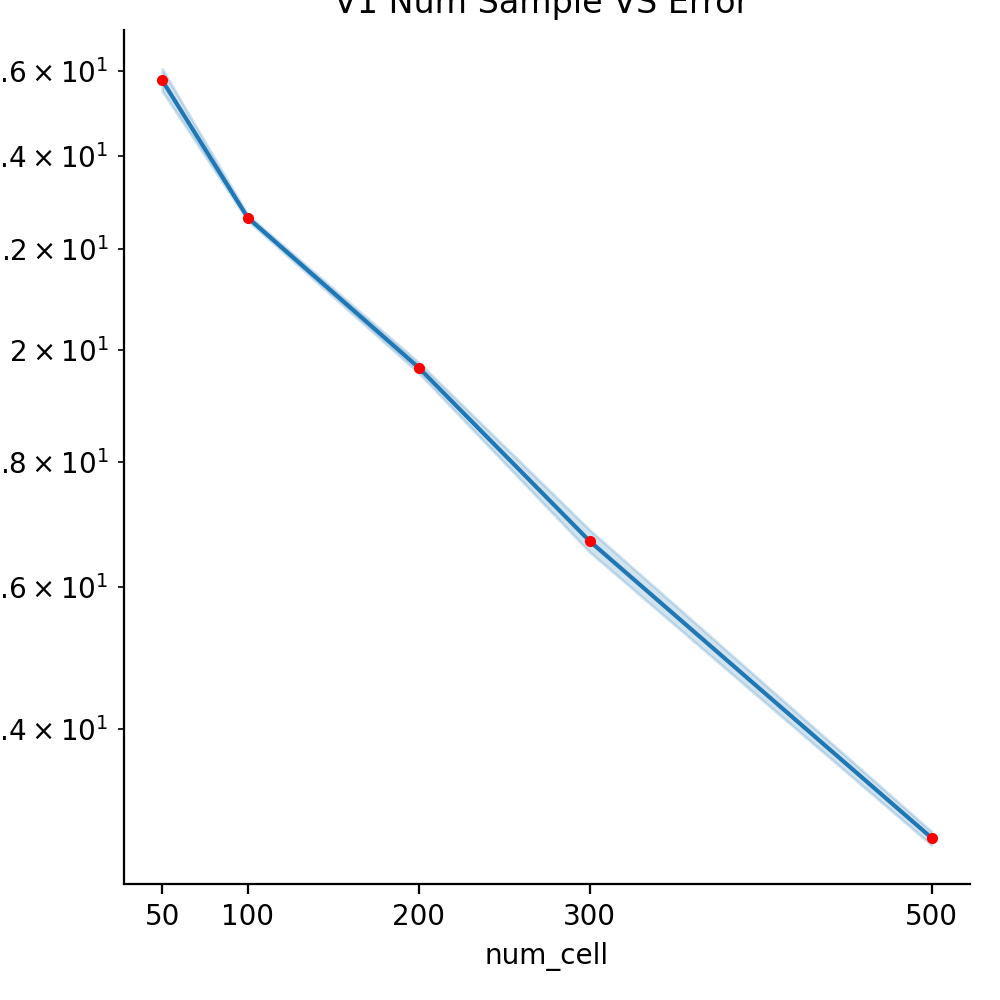 V1 Num Sample VS Error
.6 × 10¹
.4 × 10¹
.2 × 10¹
2 × 10¹
.8 × 10¹
.6 × 10¹
.4 × 10¹
50 100 200 300 500
num_cell